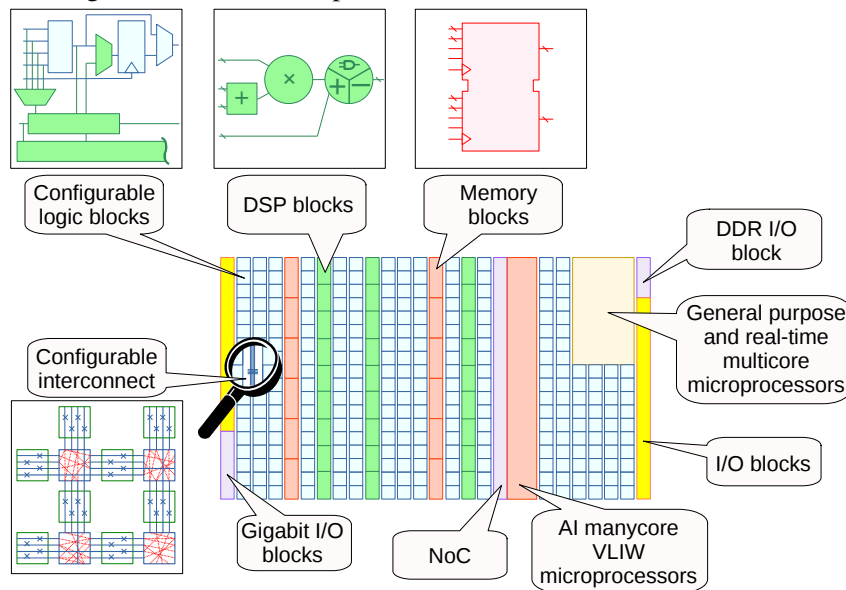 Configurable
logic blocks
DSP blocks
Memory
blocks
DDR I/O
block
General purpose
and real-time
multicore
microprocessors
Configurable
interconnect
I/O blocks
Gigabit I/O
blocks
NoC
AI manycore
VLIW
microprocessors